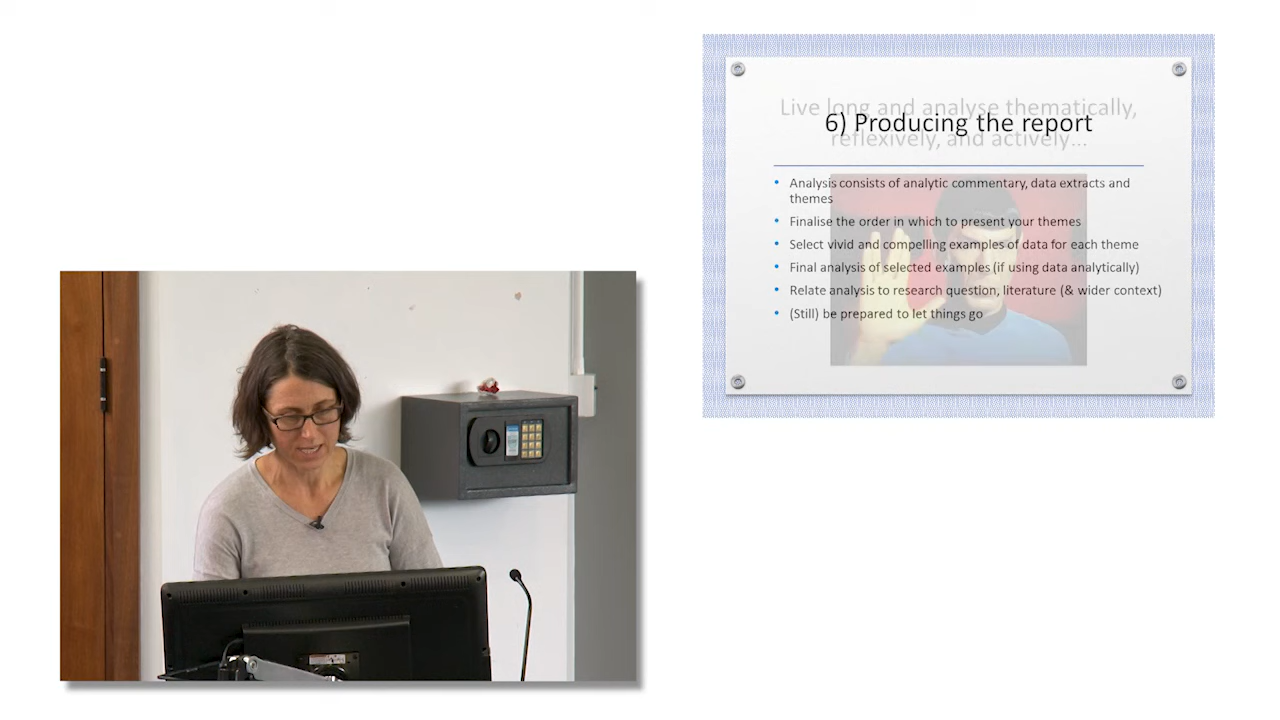 Live long and analyse thematically,
6) Producing the report
reflexively, and actively...
• Analysis consists of analytic commentary, data extracts and
themes
• Finalise the order in which to present your themes
• Select vivid and compelling examples of data for each theme
• Final analysis of selected examples (if using data analytically)
• Relate analysis to research question, literature (& wider context)
• (Still) be prepared to let things go